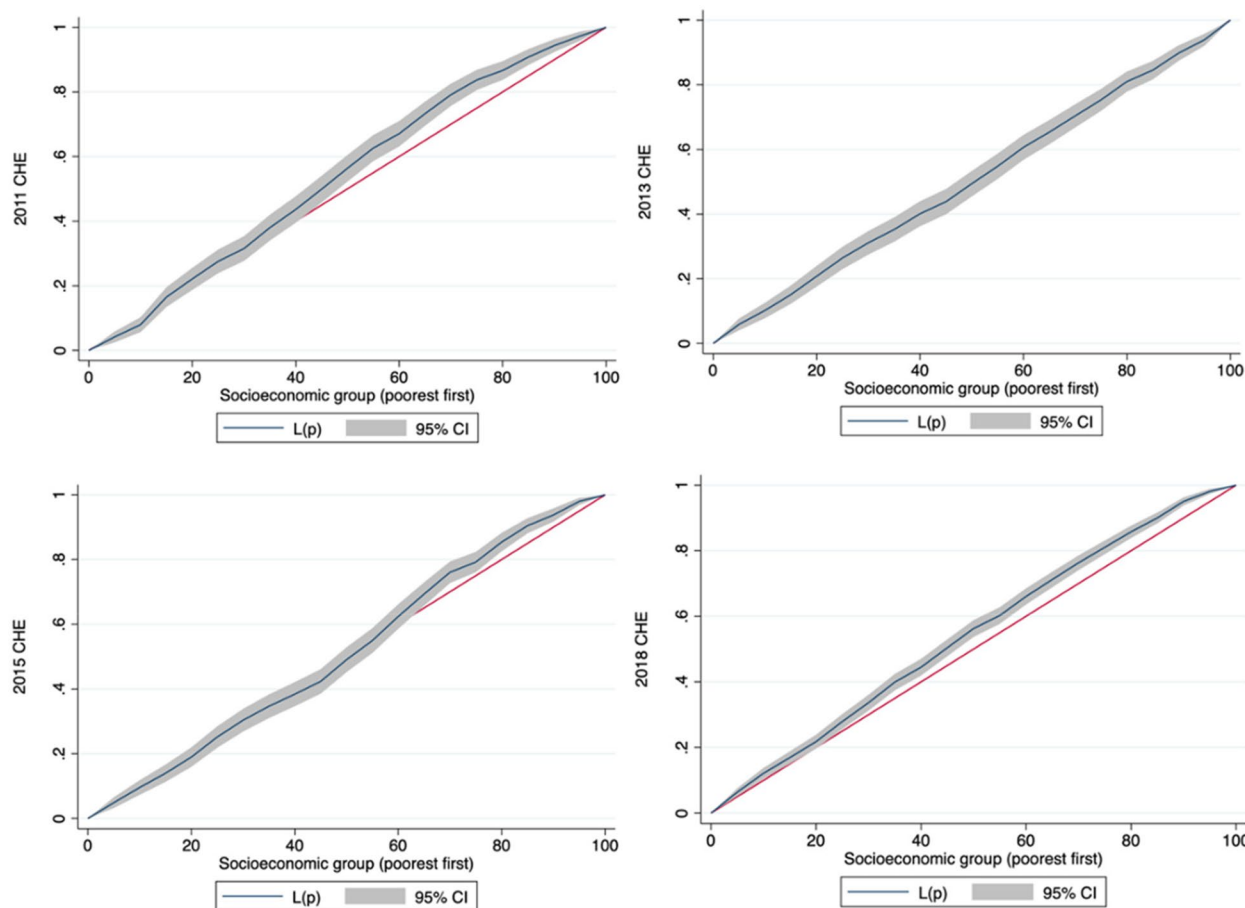 2011 CHE
1
.8
.6
.4
.2
0
0 20 40 60 80 100
Socioeconomic group (poorest first)
L(p) 95% CI
2013 CHE
1
.8
.6
.4
.2
0
0 20 40 60 80 100
Socioeconomic group (poorest first)
L(p) 95% CI
2015 CHE
1
.8
.6
.4
.2
0
0 20 40 60 80 100
Socioeconomic group (poorest first)
L(p) 95% CI
2018 CHE
1
.8
.6
.4
.2
0
0 20 40 60 80 100
Socioeconomic group (poorest first)
L(p) 95% CI